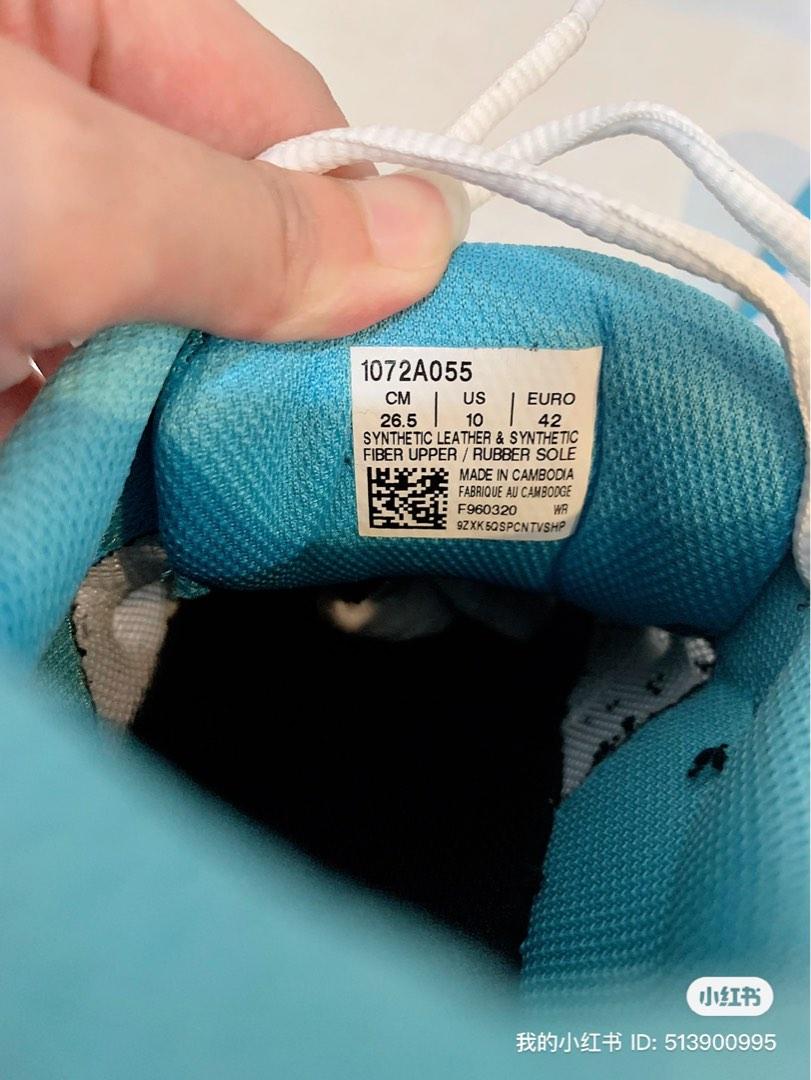 1072A055
CM | US | EURO
26.5 | 10 | 42
SYNTHETIC LEATHER & SYNTHETIC
FIBER UPPER / RUBBER SOLE
MADE IN CAMBODIA
FABRIQUE AU CAMBODGE
F960320 WR
9ZXK5QSPCNTVSHP
小红书
我的小红书 ID: 513900995